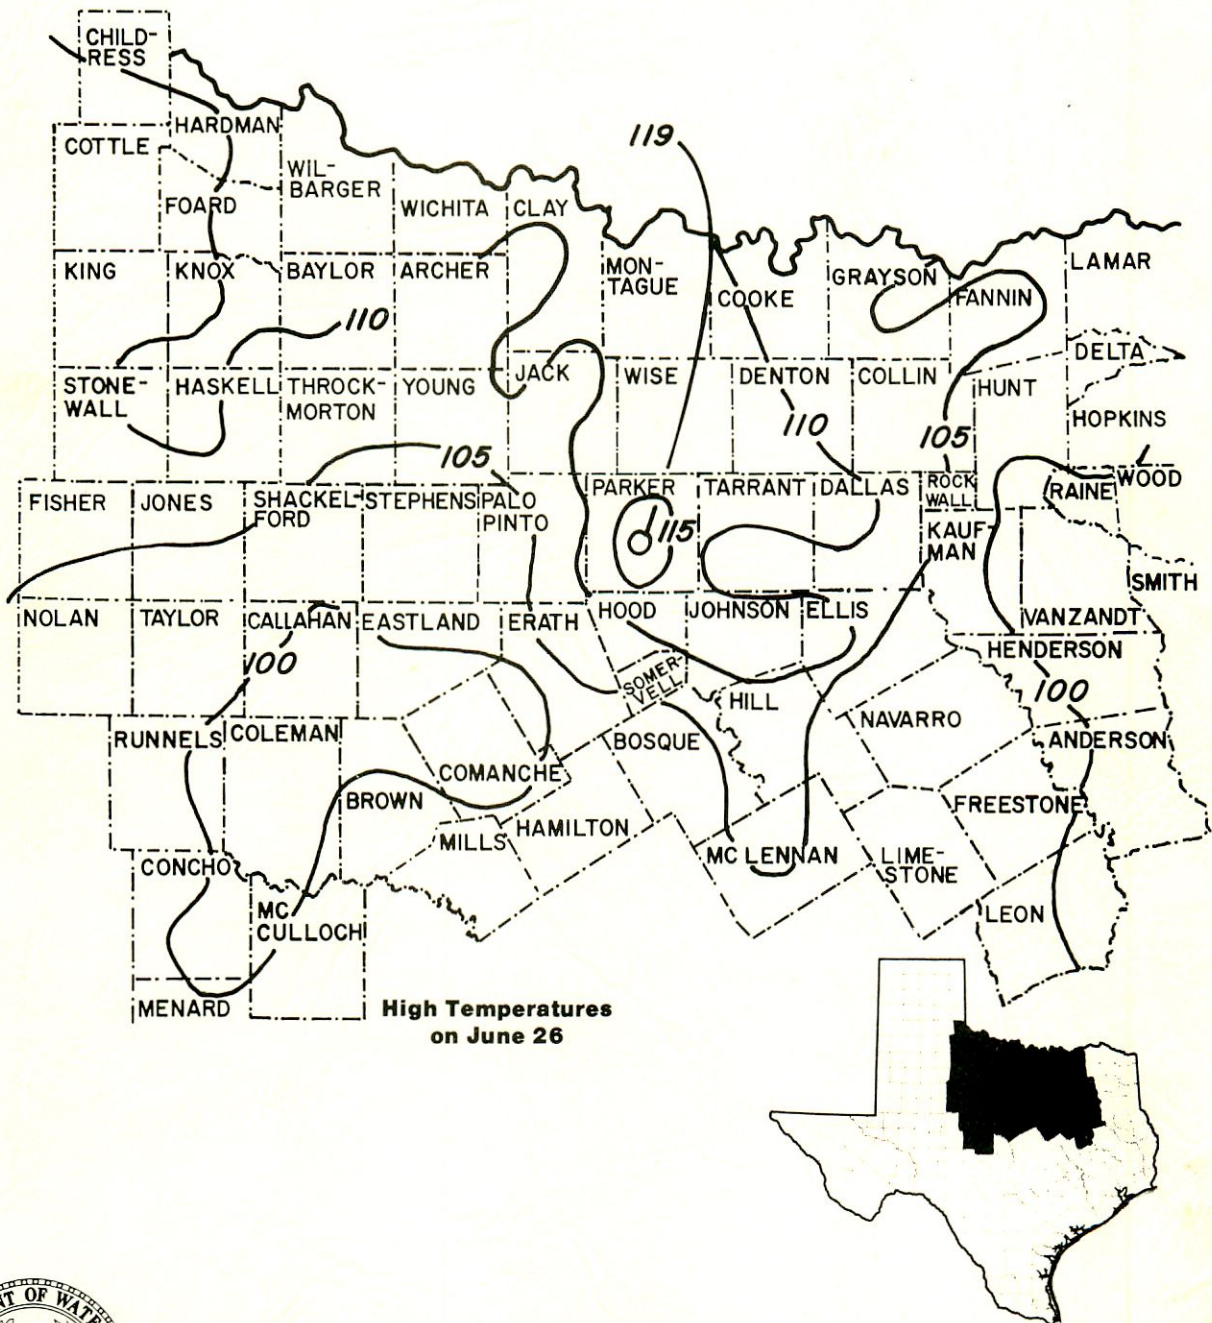 CHILD-
RESS
HARDMAN
COTTLE
WIL-
BARGER
119
FOARD
WICHITA
CLAY
KING
KNOX
BAYLOR
ARCHER
MON-
TAGUE
COOKE
GRAYSON
FANNIN
LAMAR
110
DELTA
STONE-
WALL
HASKELL
THROCK-
MORTON
YOUNG
JACK
WISE
DENTON
COLLIN
HUNT
HOPKINS
110
105
105
FISHER
JONES
SHACKEL-
FORD
STEPHENS
PALO
PINTO
PARKER
TARRANT
DALLAS
ROCK
WALL
RAINE
WOOD
115
KAUF-
MAN
SMITH
NOLAN
TAYLOR
CALLAHAN
EASTLAND
ERATH
HOOD
JOHNSON
ELLIS
VANZANDT
HENDERSON
100
SOMER-
VELL
HILL
NAVARRO
100
RUNNELS
COLEMAN
BOSQUE
ANDERSON
BROWN
COMANCHE
FREESTONE
MILLS
HAMILTON
CONCHO
MC LENNAN
LIME-
STONE
MC
CULLOCH
LEON
MENARD
High Temperatures
on June 26
NT OF WATE